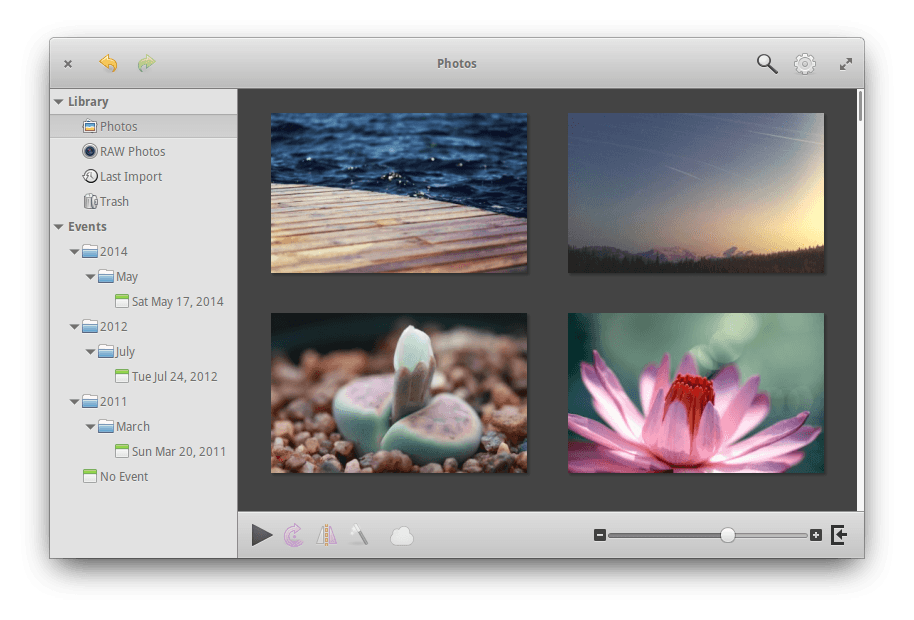 Photos
Library
Photos
RAW Photos
Last Import
Trash
Events
2014
May
Sat May 17, 2014
2012
July
Tue Jul 24, 2012
2011
March
Sun Mar 20, 2011
No Event